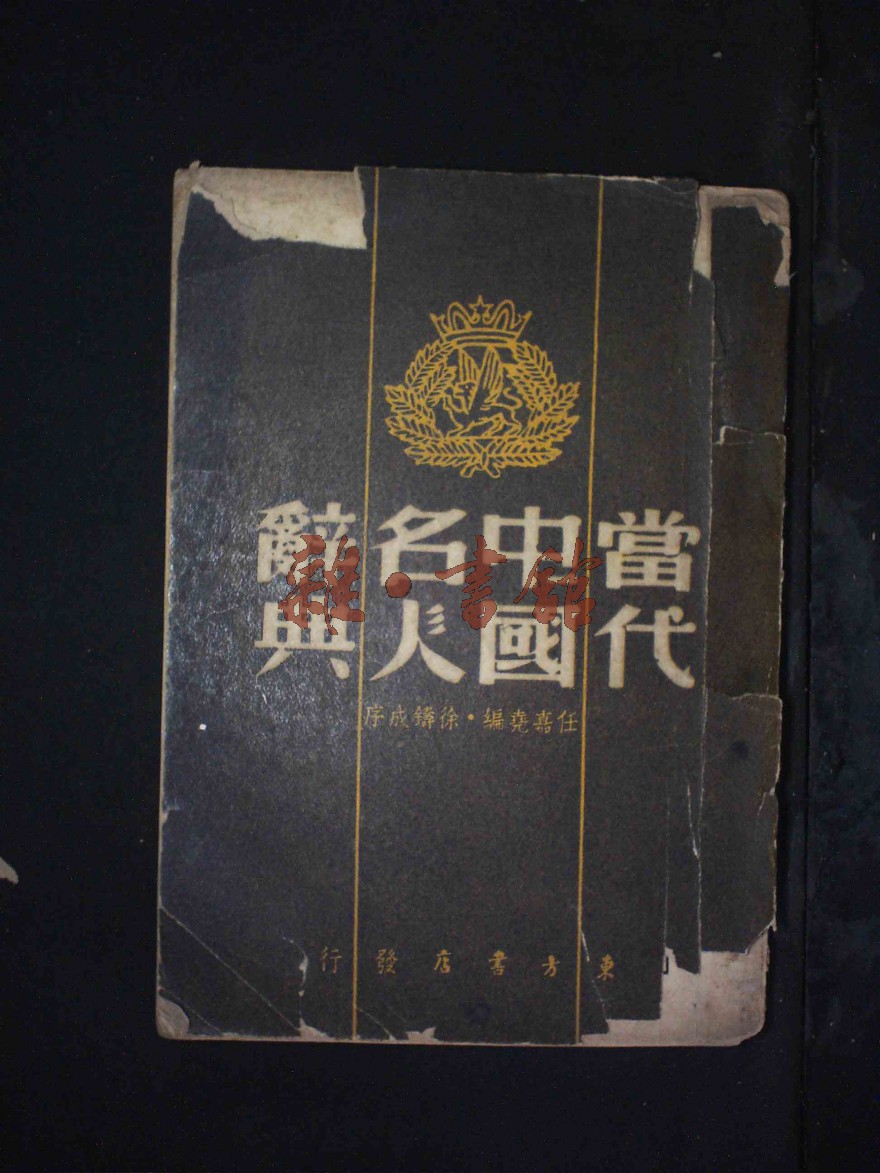 當代中國名人辭典
任嘉堯編・徐鑄成序
東方書店發行
雜・書館